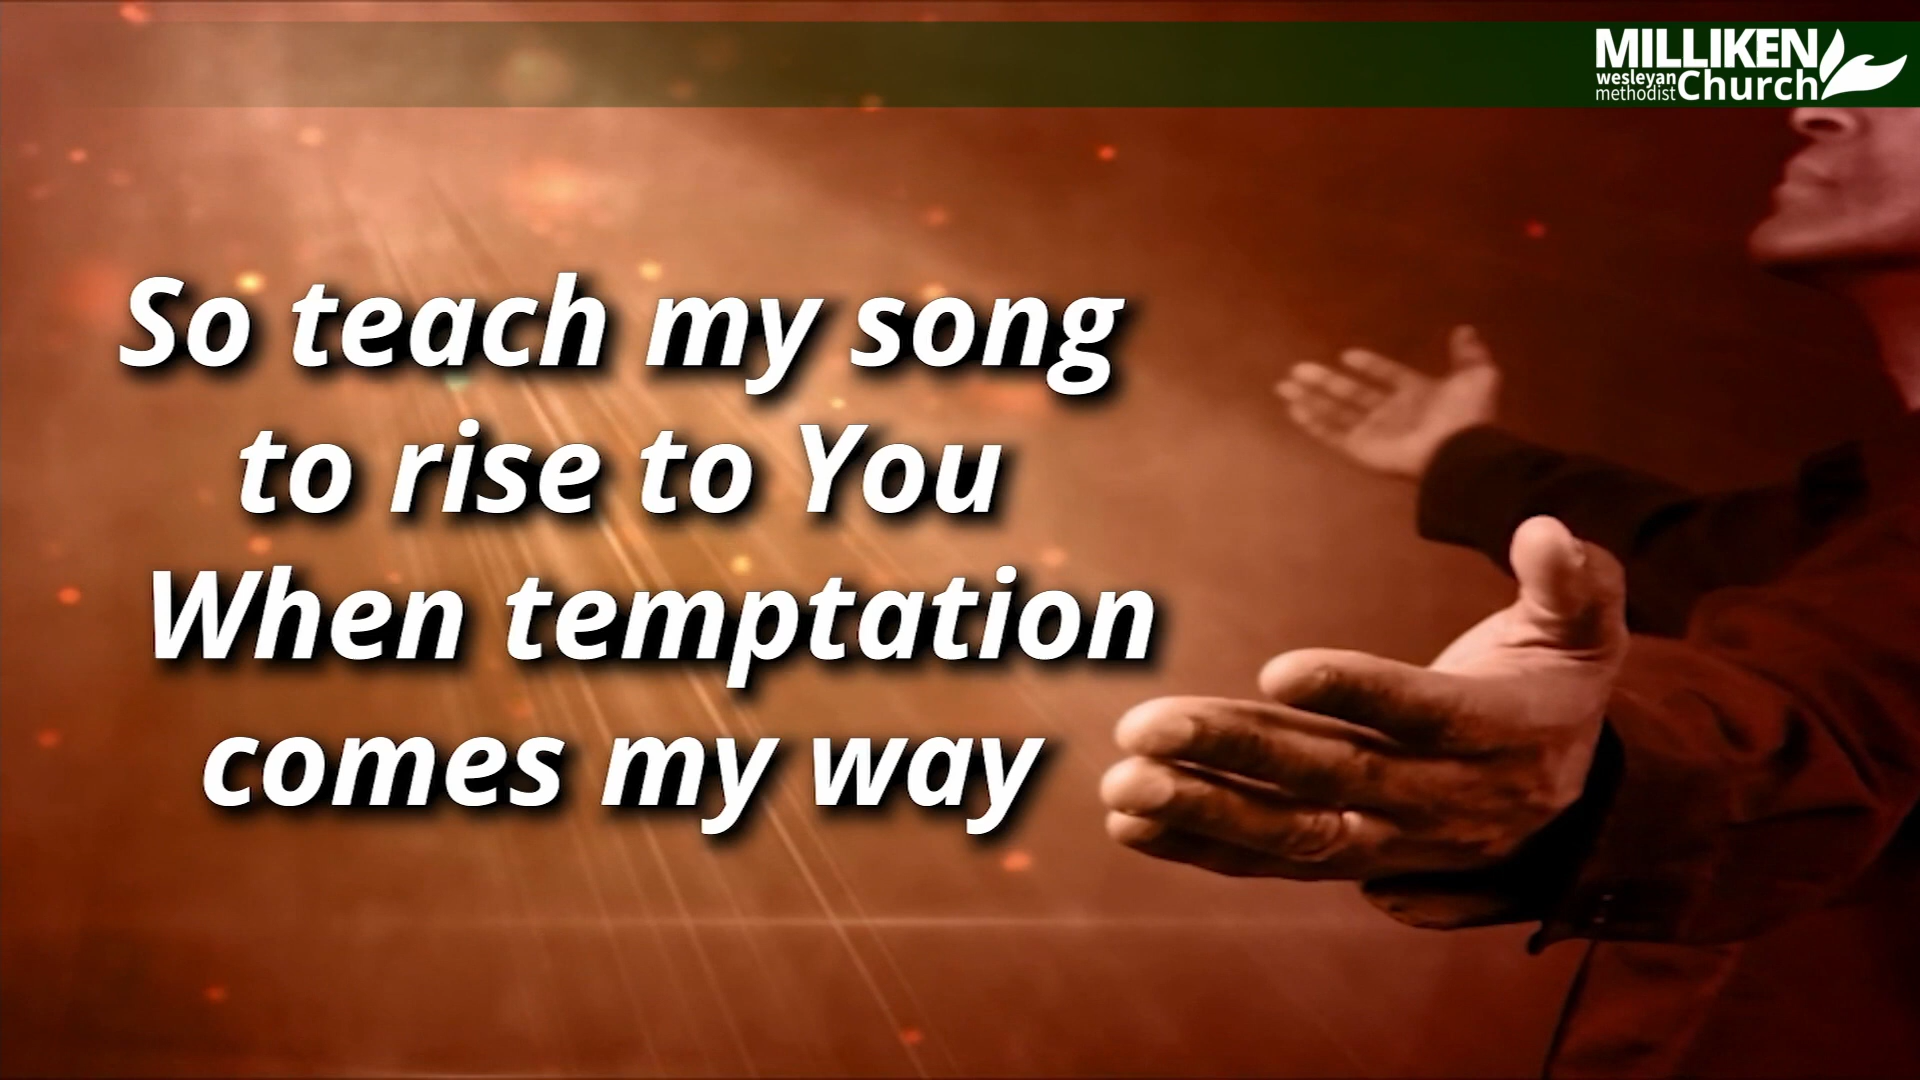 MILLIKEN
wesleyan
methodist Church
So teach my song
to rise to You
When temptation
comes my way